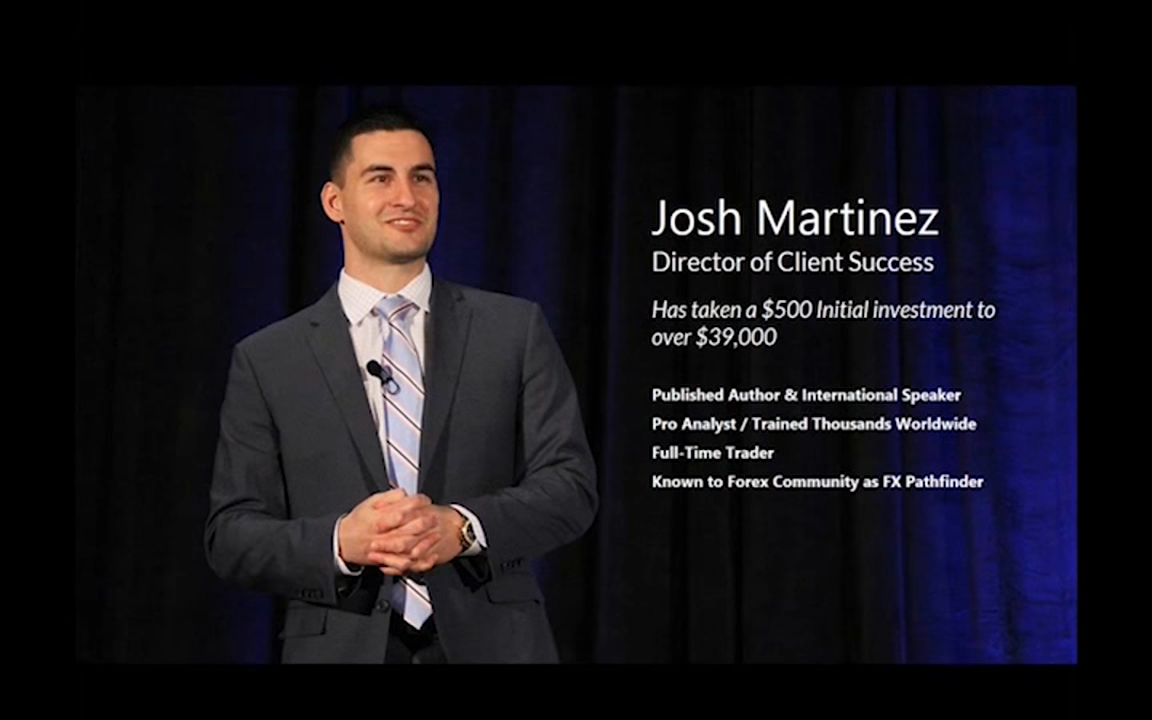 Josh Martinez
Director of Client Success
Has taken a $500 Initial investment to
over $39,000
Published Author & International Speaker
Pro Analyst / Trained Thousands Worldwide
Full-Time Trader
Known to Forex Community as FX Pathfinder